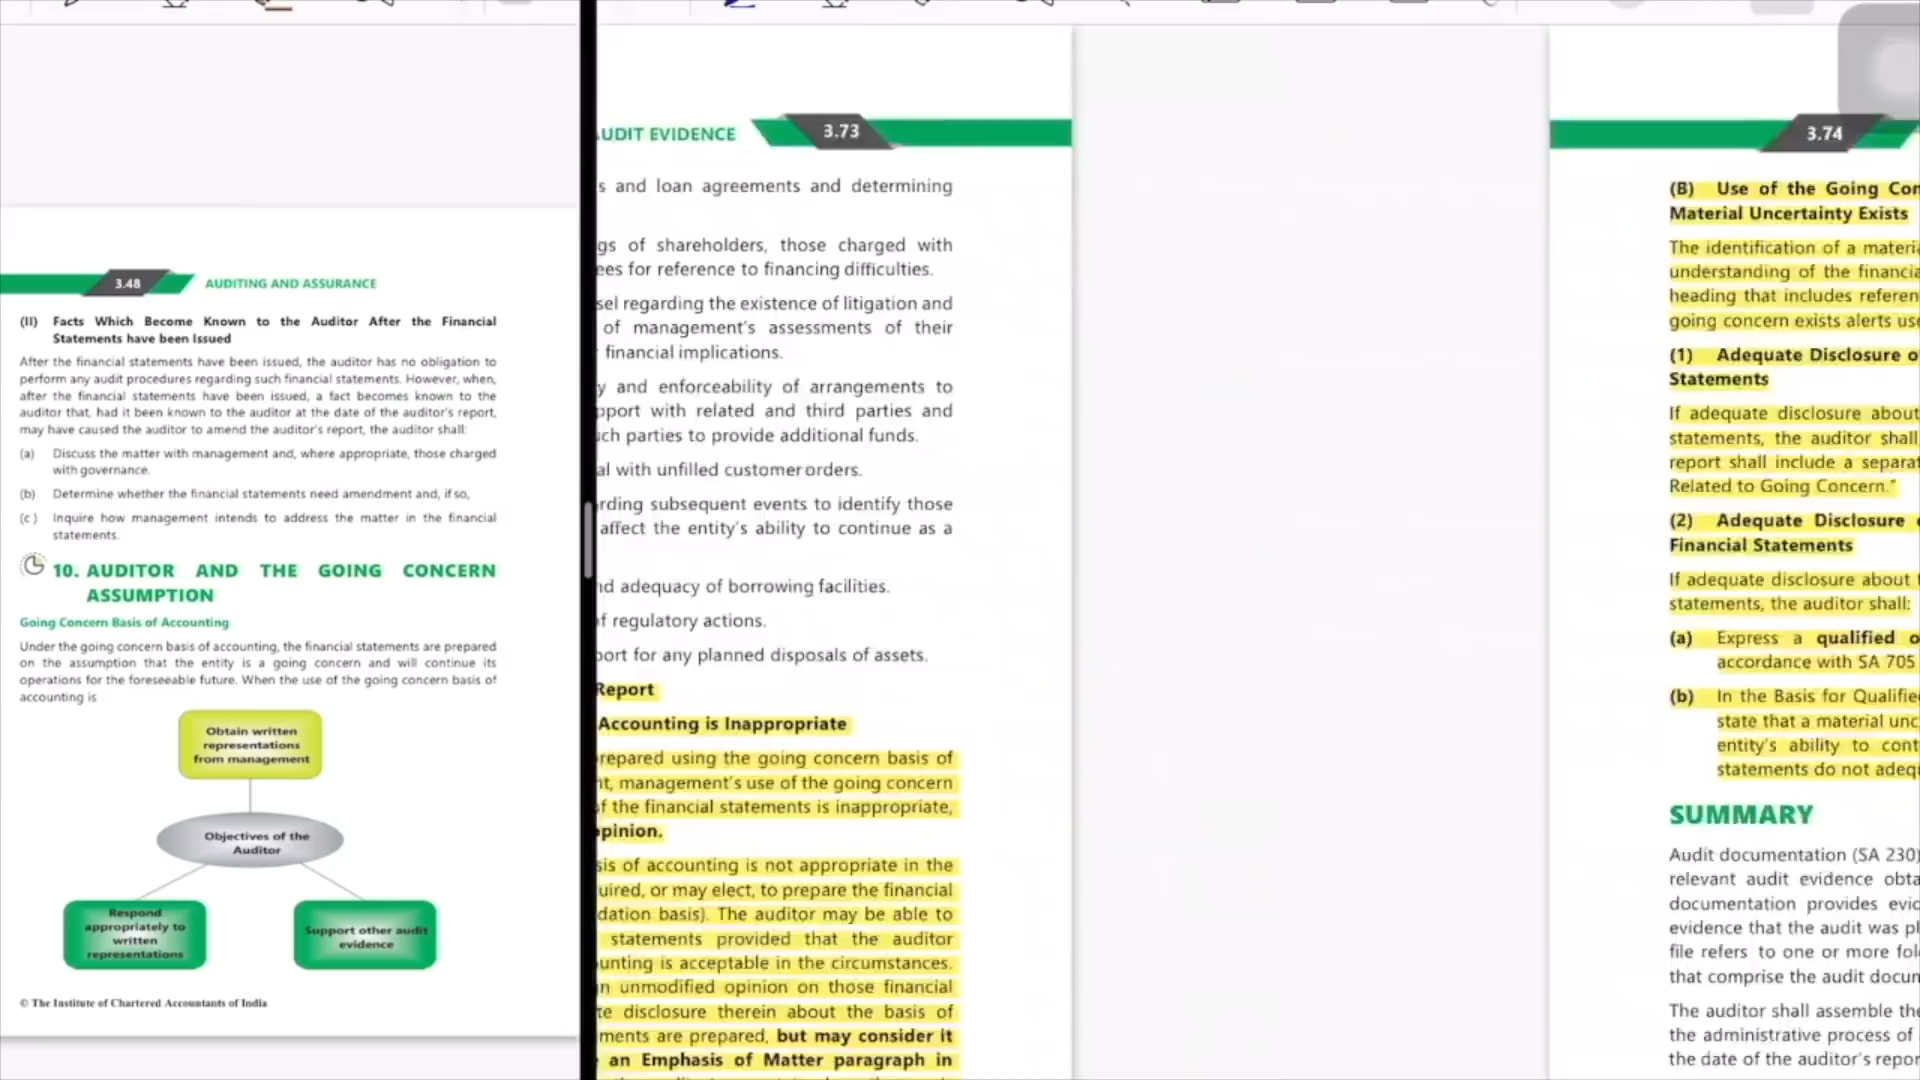 3.48 AUDITING AND ASSURANCE
(II) Facts Which Become Known to the Auditor After the Financial
Statements have been Issued
After the financial statements have been issued, the auditor has no obligation to
perform any audit procedures regarding such financial statements. However, when,
after the financial statements have been issued, a fact becomes known to the
auditor that, had it been known to the auditor at the date of the auditor's report,
may have caused the auditor to amend the auditor's report, the auditor shall:
(a) Discuss the matter with management and, where appropriate, those charged
with governance.
(b) Determine whether the financial statements need amendment and, if so,
(c ) Inquire how management intends to address the matter in the financial
statements.
10. AUDITOR AND THE GOING CONCERN
ASSUMPTION
Going Concern Basis of Accounting
Under the going concern basis of accounting, the financial statements are prepared
on the assumption that the entity is a going concern and will continue its
operations for the foreseeable future. When the use of the going concern basis of
accounting is
Obtain written
representations
from management
Objectives of the
Auditor
Respond
appropriately to
written
representations
Support other audit
evidence
© The Institute of Chartered Accountants of India
UDIT EVIDENCE 3.73
s and loan agreements and determining
gs of shareholders, those charged with
ees for reference to financing difficulties.
sel regarding the existence of litigation and
of management's assessments of their
financial implications.
y and enforceability of arrangements to
pport with related and third parties and
uch parties to provide additional funds.
al with unfilled customer orders.
rding subsequent events to identify those
affect the entity's ability to continue as a
nd adequacy of borrowing facilities.
of regulatory actions.
port for any planned disposals of assets.
Report
Accounting is Inappropriate
repared using the going concern basis of
nt, management's use of the going concern
of the financial statements is inappropriate,
opinion.
sis of accounting is not appropriate in the
uired, or may elect, to prepare the financial
dation basis). The auditor may be able to
statements provided that the auditor
unting is acceptable in the circumstances.
n unmodified opinion on those financial
te disclosure therein about the basis of
ments are prepared, but may consider it
an Emphasis of Matter paragraph in
3.74
(B) Use of the Going Con
Material Uncertainty Exists
The identification of a materia
understanding of the financia
heading that includes referen
going concern exists alerts use
(1) Adequate Disclosure o
Statements
If adequate disclosure about
statements, the auditor shall
report shall include a separat
Related to Going Concern."
(2) Adequate Disclosure
Financial Statements
If adequate disclosure about t
statements, the auditor shall:
(a) Express a qualified o
accordance with SA 705
(b) In the Basis for Qualifie
state that a material unc
entity's ability to cont
statements do not adeq
SUMMARY
Audit documentation (SA 230)
relevant audit evidence obta
documentation provides evid
evidence that the audit was pl
file refers to one or more fol
that comprise the audit docun
The auditor shall assemble the
the administrative process of
the date of the auditor's repor